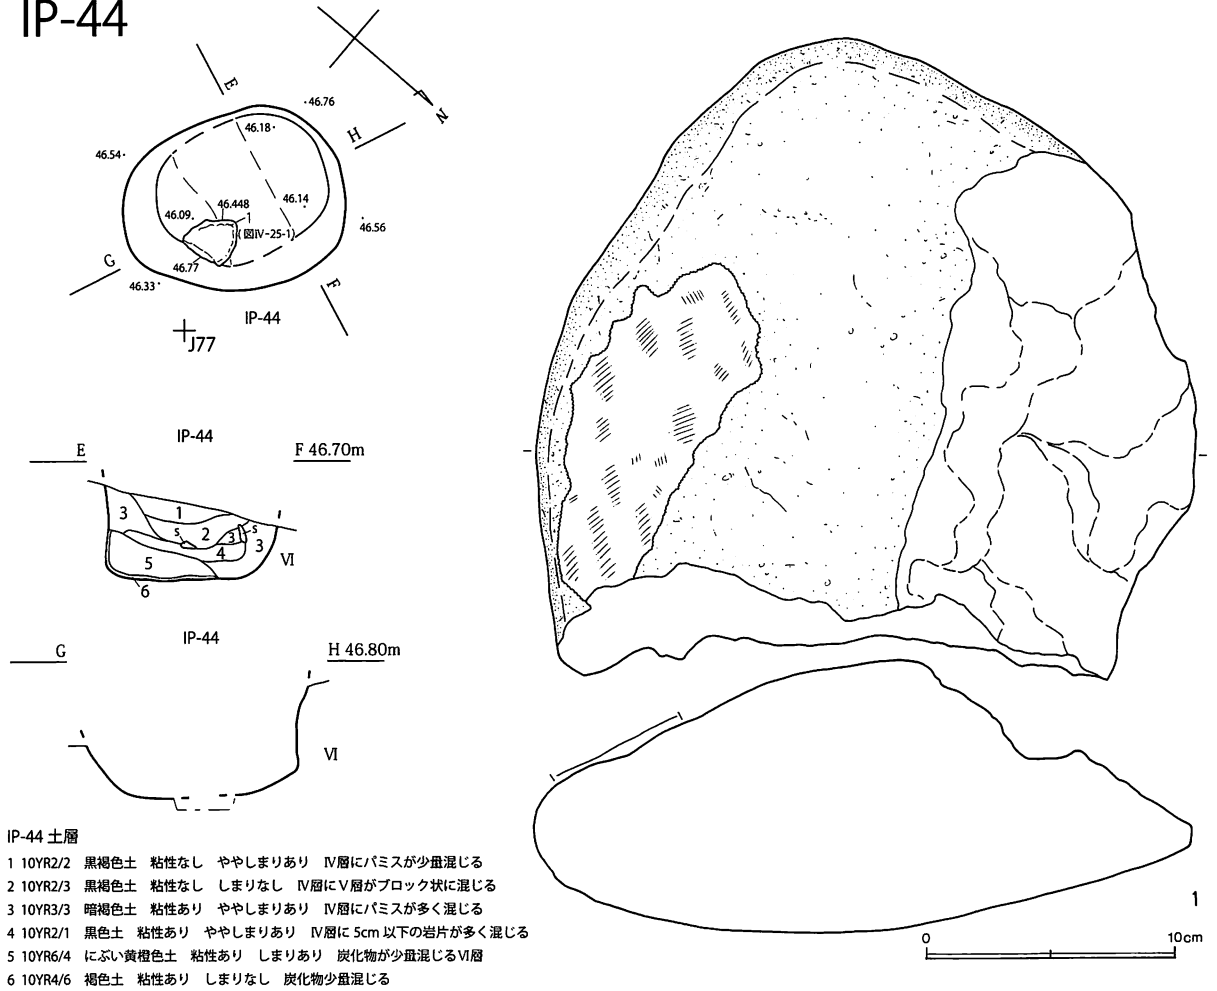 IP-44
E
46.76
N
H
46.18
46.54
46.14
46.448
46.09
1
(図Ⅳ-25-1)
46.56
46.77
G
46.33
F
IP-44
J77
IP-44
E
F 46.70m
1
3
2
S
3
S
3
4
5
Ⅵ
6
IP-44
G
H 46.80m
Ⅵ
IP-44 土層
1 10YR2/2 黒褐色土 粘性なし ややしまりあり Ⅳ層にパミスが少量混じる
2 10YR2/3 黒褐色土 粘性なし しまりなし Ⅳ層にⅤ層がブロック状に混じる
3 10YR3/3 暗褐色土 粘性あり ややしまりあり Ⅳ層にパミスが多く混じる
4 10YR2/1 黒色土 粘性あり ややしまりあり Ⅳ層に5cm以下の岩片が多く混じる
5 10YR6/4 にぶい黄橙色土 粘性あり しまりあり 炭化物が少量混じるⅥ層
6 10YR4/6 褐色土 粘性あり しまりなし 炭化物少量混じる
1
0 10cm